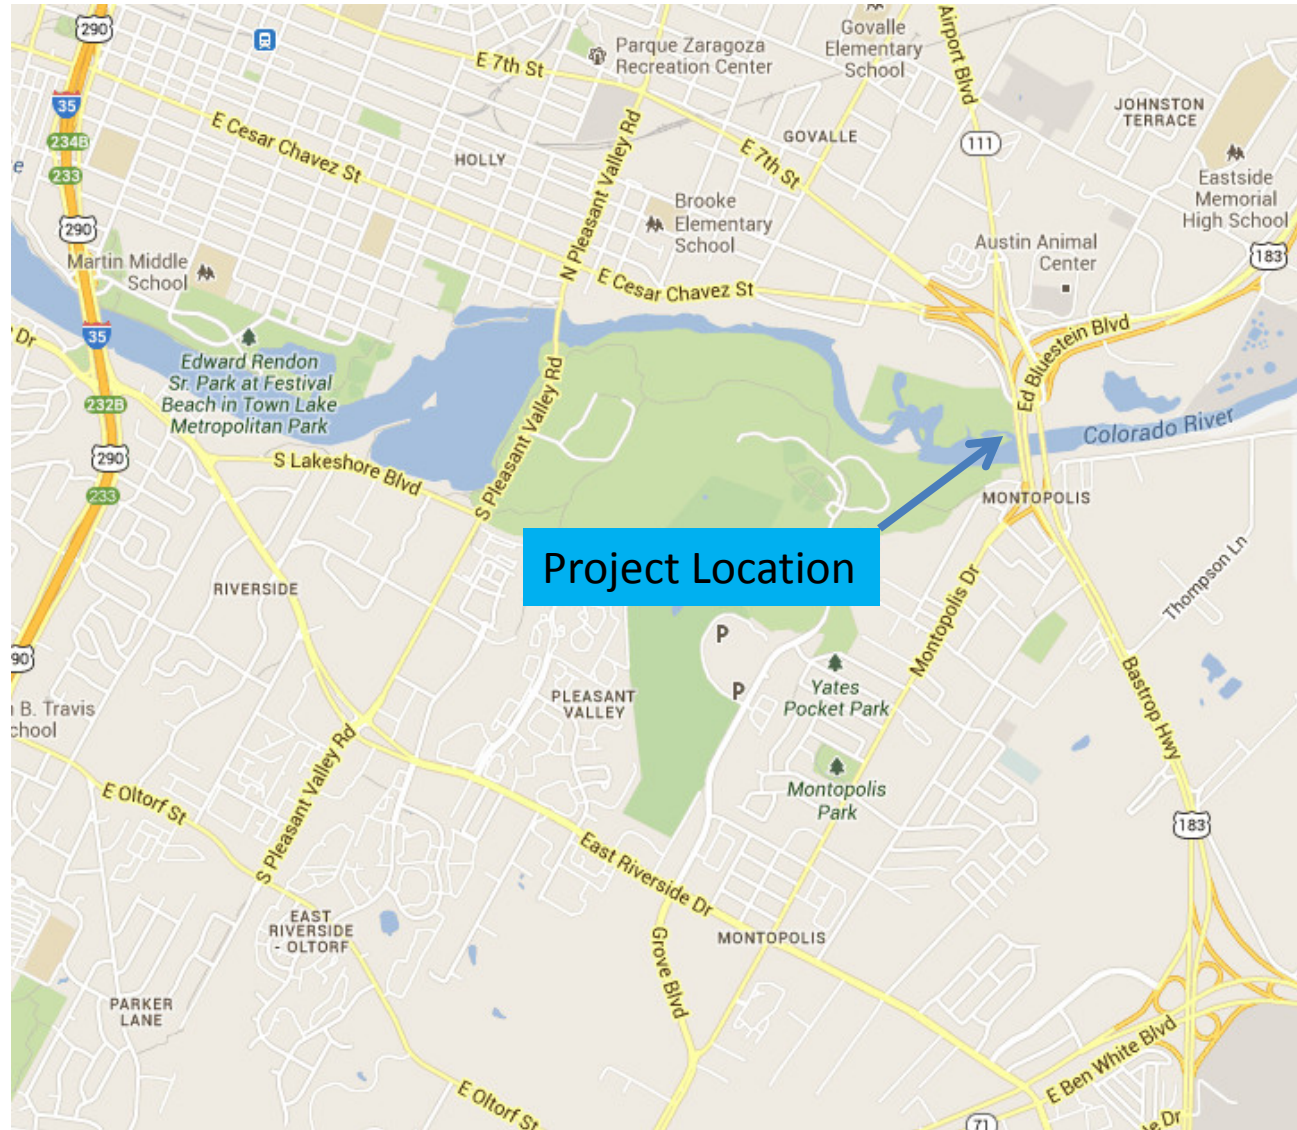 290
Parque Zaragoza
Recreation Center
Govalle
Elementary
School
Airport Blvd
E 7th St
35
JOHNSTON
TERRACE
234B
E Cesar Chavez St
HOLLY
N Pleasant Valley Rd
GOVALLE
111
E 7th St
233
Eastside
Memorial
High School
290
Brooke
Elementary
School
Austin Animal
Center
183
Martin Middle
School
E Cesar Chavez St
Ed Bluestein Blvd
35
Dr
Edward Rendon
Sr. Park at Festival
Beach in Town Lake
Metropolitan Park
232B
S Pleasant Valley Rd
Colorado River
290
S Lakeshore Blvd
233
MONTOPOLIS
Project Location
Thompson Ln
RIVERSIDE
Montopolis Dr
P
90
P
PLEASANT
VALLEY
Yates
Pocket Park
Bastrop Hwy
B. Travis
chool
S Pleasant Valley Rd
E Oltorf St
Montopolis
Park
183
East Riverside Dr
EAST
RIVERSIDE
- OLTORF
MONTOPOLIS
Grove Blvd
PARKER
LANE
E Ben White Blvd
E Oltorf St
71
Dr